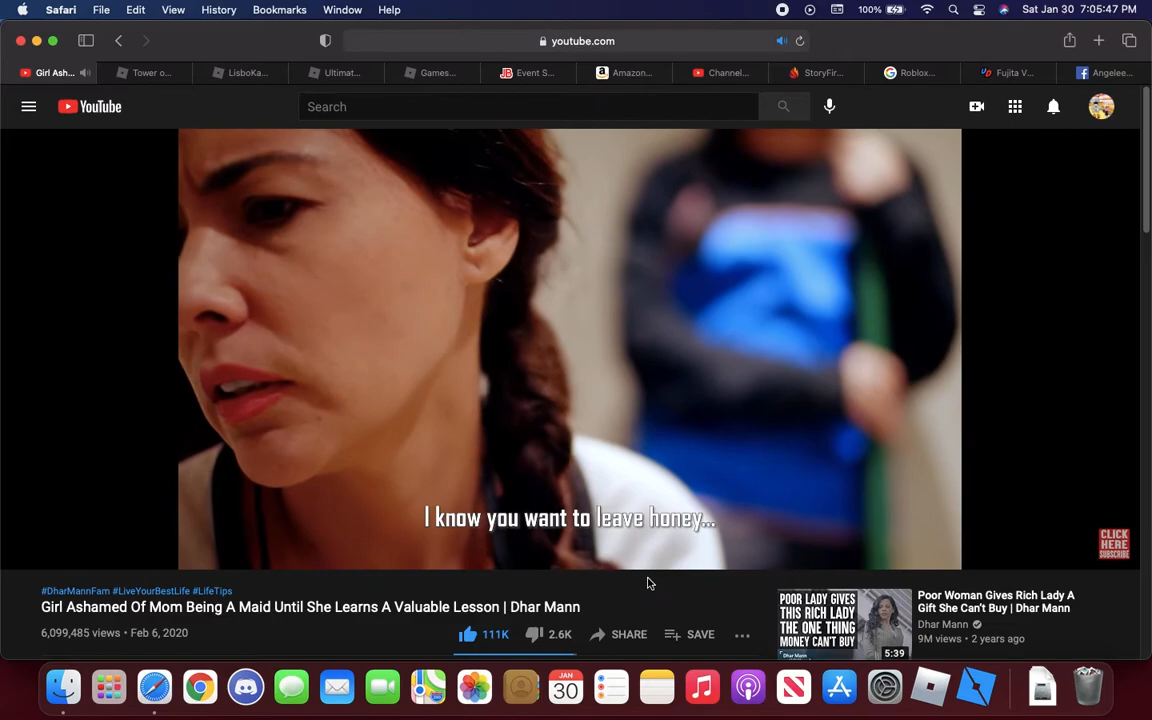 Safari File Edit View History Bookmarks Window Help 100% Sat Jan 30 7:05:47 PM
youtube.com
Girl Ash... Tower o... LisboKa... Ultimat... Games... JB Event S... Amazon... Channel... StoryFir... Roblox... Fujita V... Angelee...
YouTube Search
I know you want to leave honey...
CLICK
HERE
SUBSCRIBE
#DharMannFam #LiveYourBestLife #LifeTips
Girl Ashamed Of Mom Being A Maid Until She Learns A Valuable Lesson | Dhar Mann
6,099,485 views • Feb 6, 2020
111K 2.6K SHARE SAVE
POOR LADY GIVES
THIS RICH LADY
THE ONE THING
MONEY CAN'T BUY
Dhar Mann
5:39
Poor Woman Gives Rich Lady A
Gift She Can't Buy | Dhar Mann
Dhar Mann
9M views • 2 years ago
JAN
30